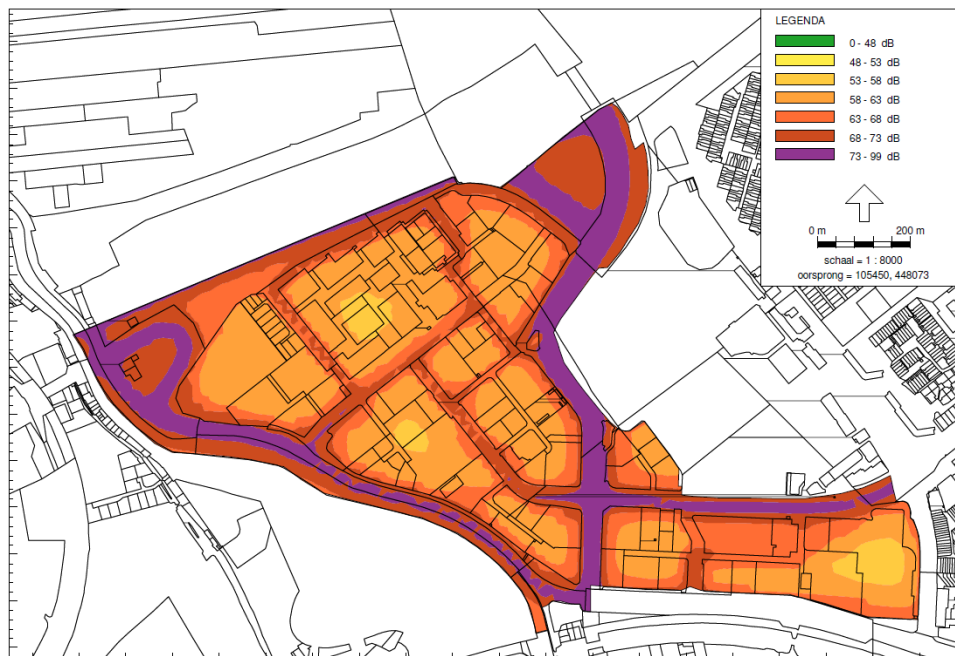 LEGENDA
0 - 48 dB
48 - 53 dB
53 - 58 dB
58 - 63 dB
63 - 68 dB
68 - 73 dB
73 - 99 dB
0 m 200 m
schaal = 1 : 8000
oorsprong = 105450, 448073